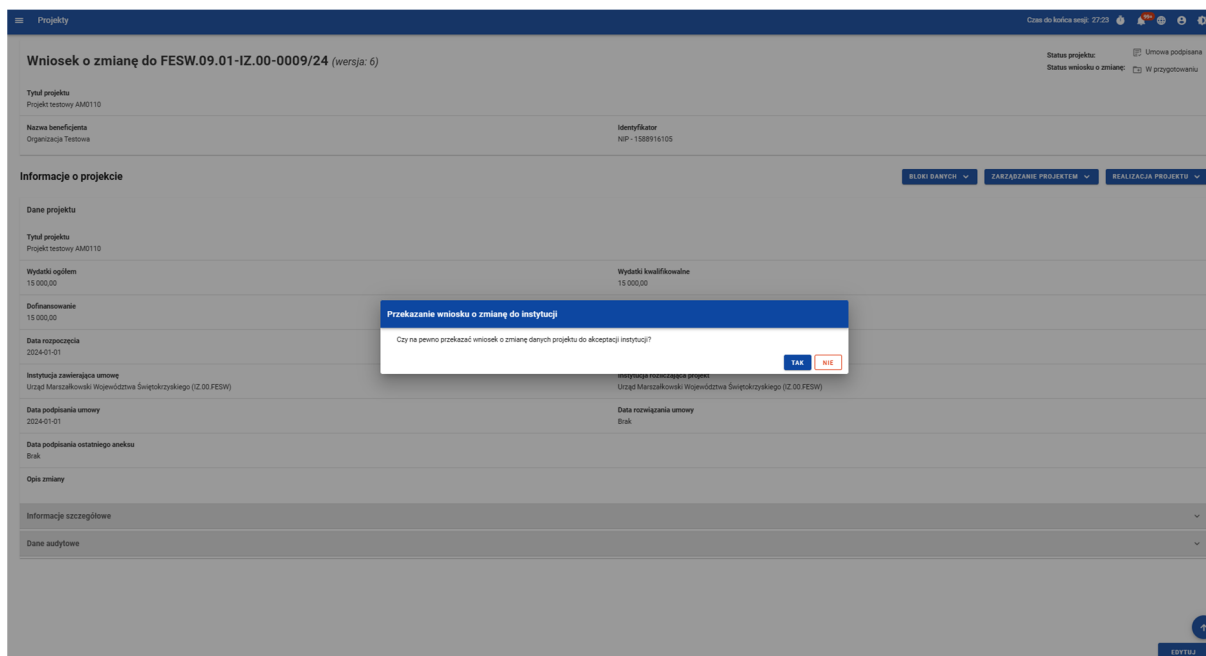 Projekty
Czas do końca sesji: 27:23
99+
Wniosek o zmianę do FESW.09.01-IZ.00-0009/24 (wersja: 6)
Status projektu: Umowa podpisana
Status wniosku o zmianę: W przygotowaniu
Tytuł projektu
Projekt testowy AM0110
Nazwa beneficjenta
Organizacja Testowa
Identyfikator
NIP - 1588916105
Informacje o projekcie
BLOKI DANYCH
ZARZĄDZANIE PROJEKTEM
REALIZACJA PROJEKTU
Dane projektu
Tytuł projektu
Projekt testowy AM0110
Wydatki ogółem
15 000,00
Wydatki kwalifikowalne
15 000,00
Dofinansowanie
15 000,00
Przekazanie wniosku o zmianę do instytucji
Czy na pewno przekazać wniosek o zmianę danych projektu do akceptacji instytucji?
TAK
NIE
Data rozpoczęcia
2024-01-01
Instytucja zawierająca umowę
Urząd Marszałkowski Województwa Świętokrzyskiego (IZ.00.FESW)
Instytucja rozliczająca projekt
Urząd Marszałkowski Województwa Świętokrzyskiego (IZ.00.FESW)
Data podpisania umowy
2024-01-01
Data rozwiązania umowy
Brak
Data podpisania ostatniego aneksu
Brak
Opis zmiany
Informacje szczegółowe
Dane audytowe
EDYTUJ